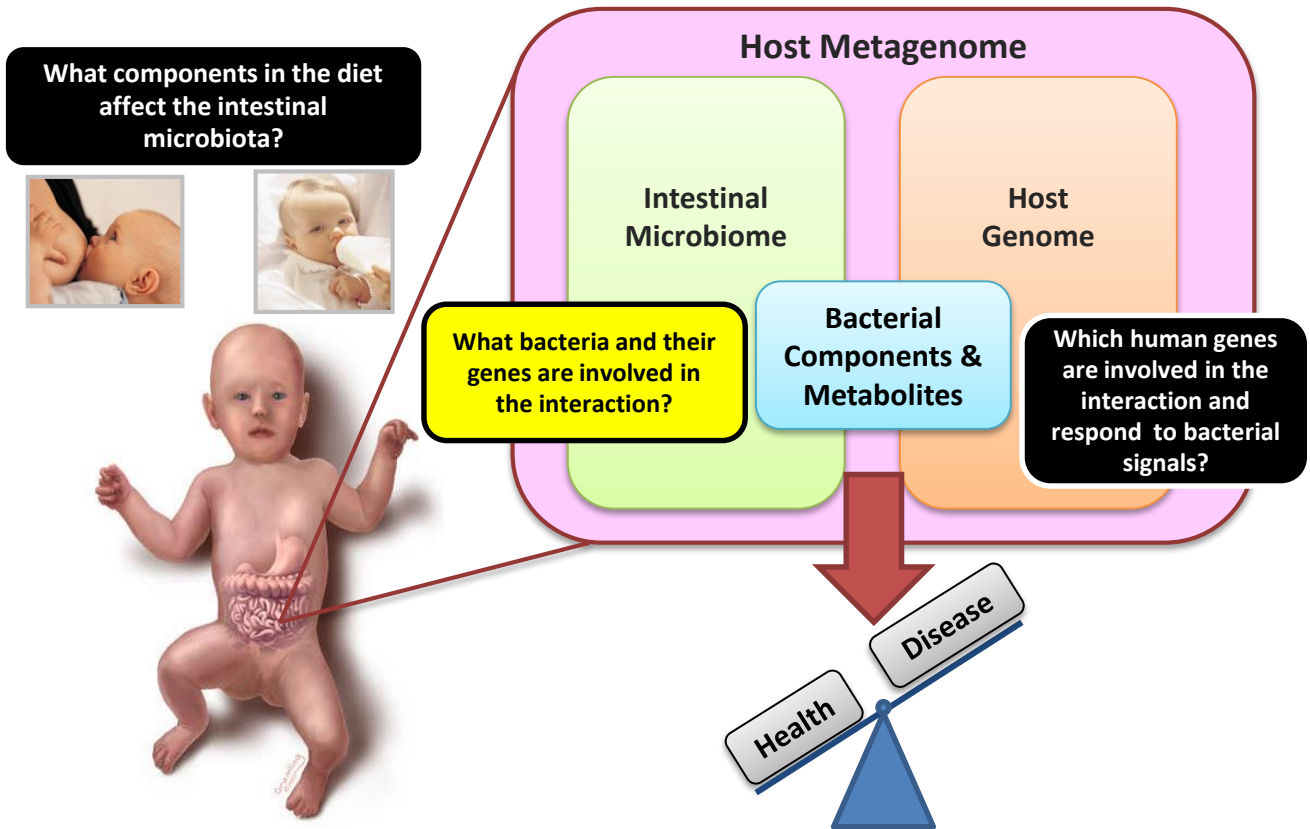 Host Metagenome
What components in the diet
affect the intestinal
microbiota?
Intestinal
Microbiome
Host
Genome
What bacteria and their
genes are involved in
the interaction?
Bacterial
Components &
Metabolites
Which human genes
are involved in the
interaction and
respond to bacterial
signals?
Disease
Health
Gramling